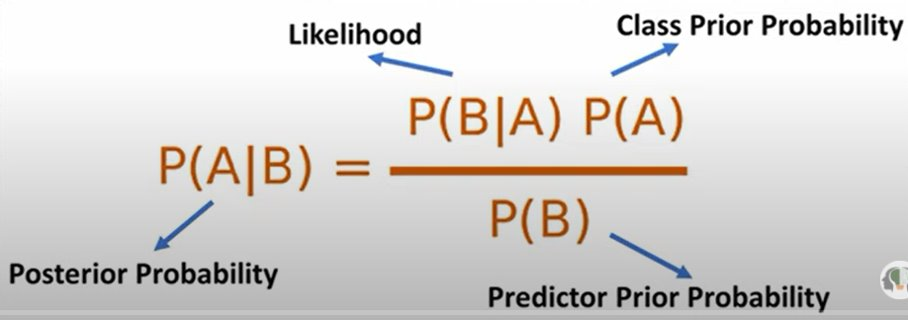 Likelihood
Class Prior Probability
P(B|A) P(A)
P(A|B) =
P(B)
Posterior Probability
Predictor Prior Probability